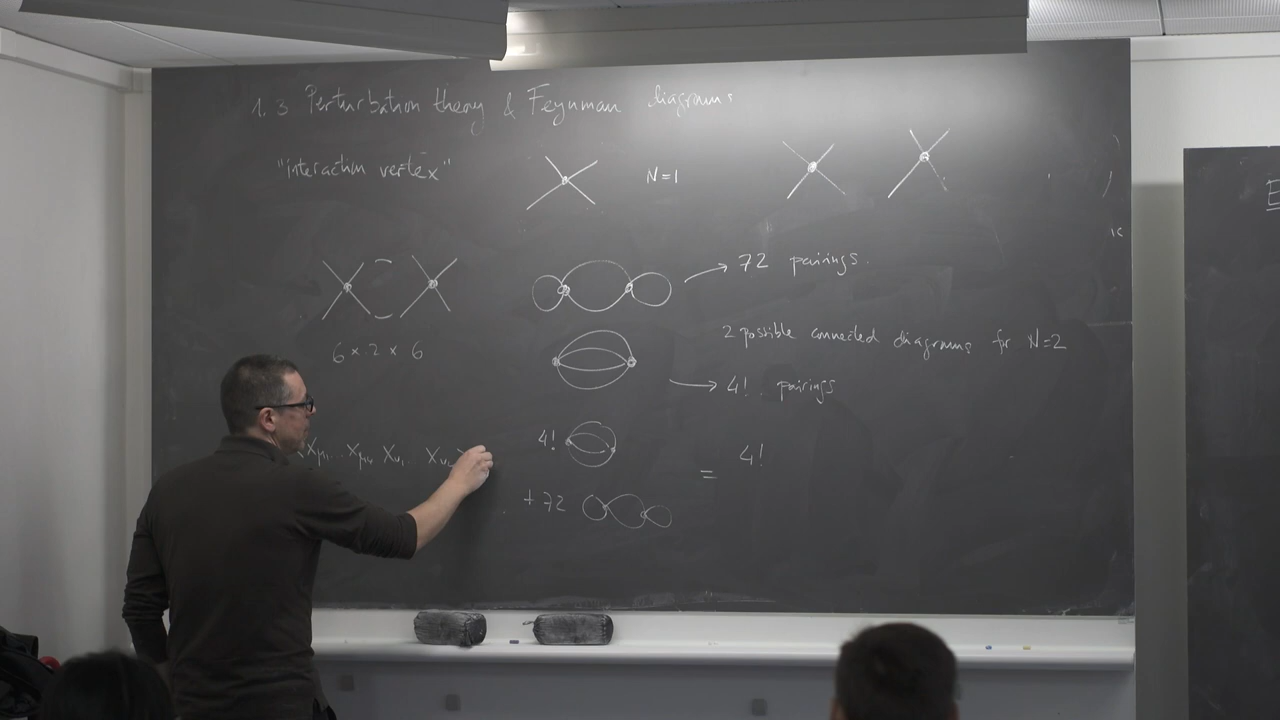 1.3 Perturbation theory & Feynman diagrams
"interaction vertex"
N=1
72 pairings.
2 possible connected diagrams for N=2
6 × 2 × 6
4! pairings
4!
= 4!
+ 72